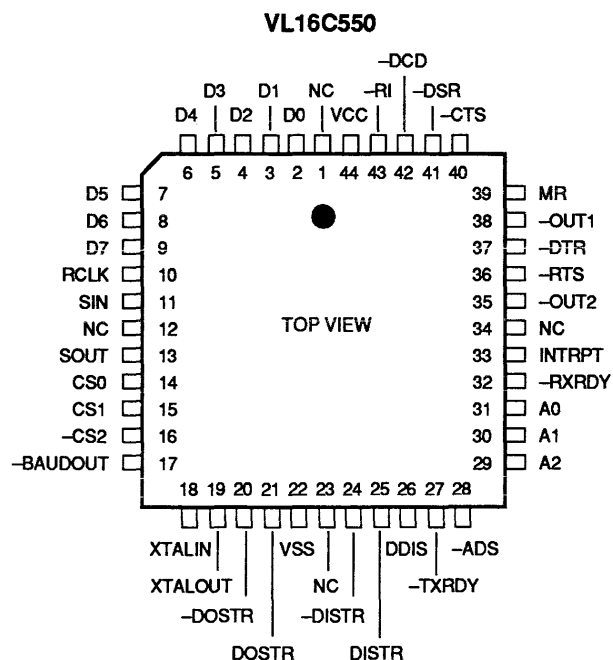 VL16C550
–DCD
D3 D1 NC –RI –DSR
D4 D2 D0 VCC –CTS
6 5 4 3 2 1 44 43 42 41 40
D5 7 39 MR
D6 8 38 –OUT1
D7 9 37 –DTR
RCLK 10 36 –RTS
SIN 11 35 –OUT2
NC 12 TOP VIEW 34 NC
SOUT 13 33 INTRPT
CS0 14 32 –RXRDY
CS1 15 31 A0
–CS2 16 30 A1
–BAUDOUT 17 29 A2
18 19 20 21 22 23 24 25 26 27 28
XTALIN VSS DDIS –ADS
XTALOUT NC –TXRDY
–DOSTR –DISTR
DOSTR DISTR